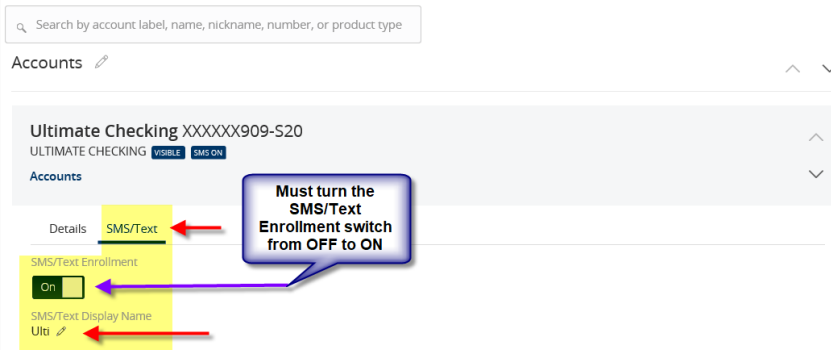 Search by account label, name, nickname, number, or product type
Accounts
Ultimate Checking XXXXXX909-S20
ULTIMATE CHECKING VISIBLE SMS ON
Accounts
Must turn the
SMS/Text
Enrollment switch
from OFF to ON
Details SMS/Text
SMS/Text Enrollment
On
SMS/Text Display Name
Ulti